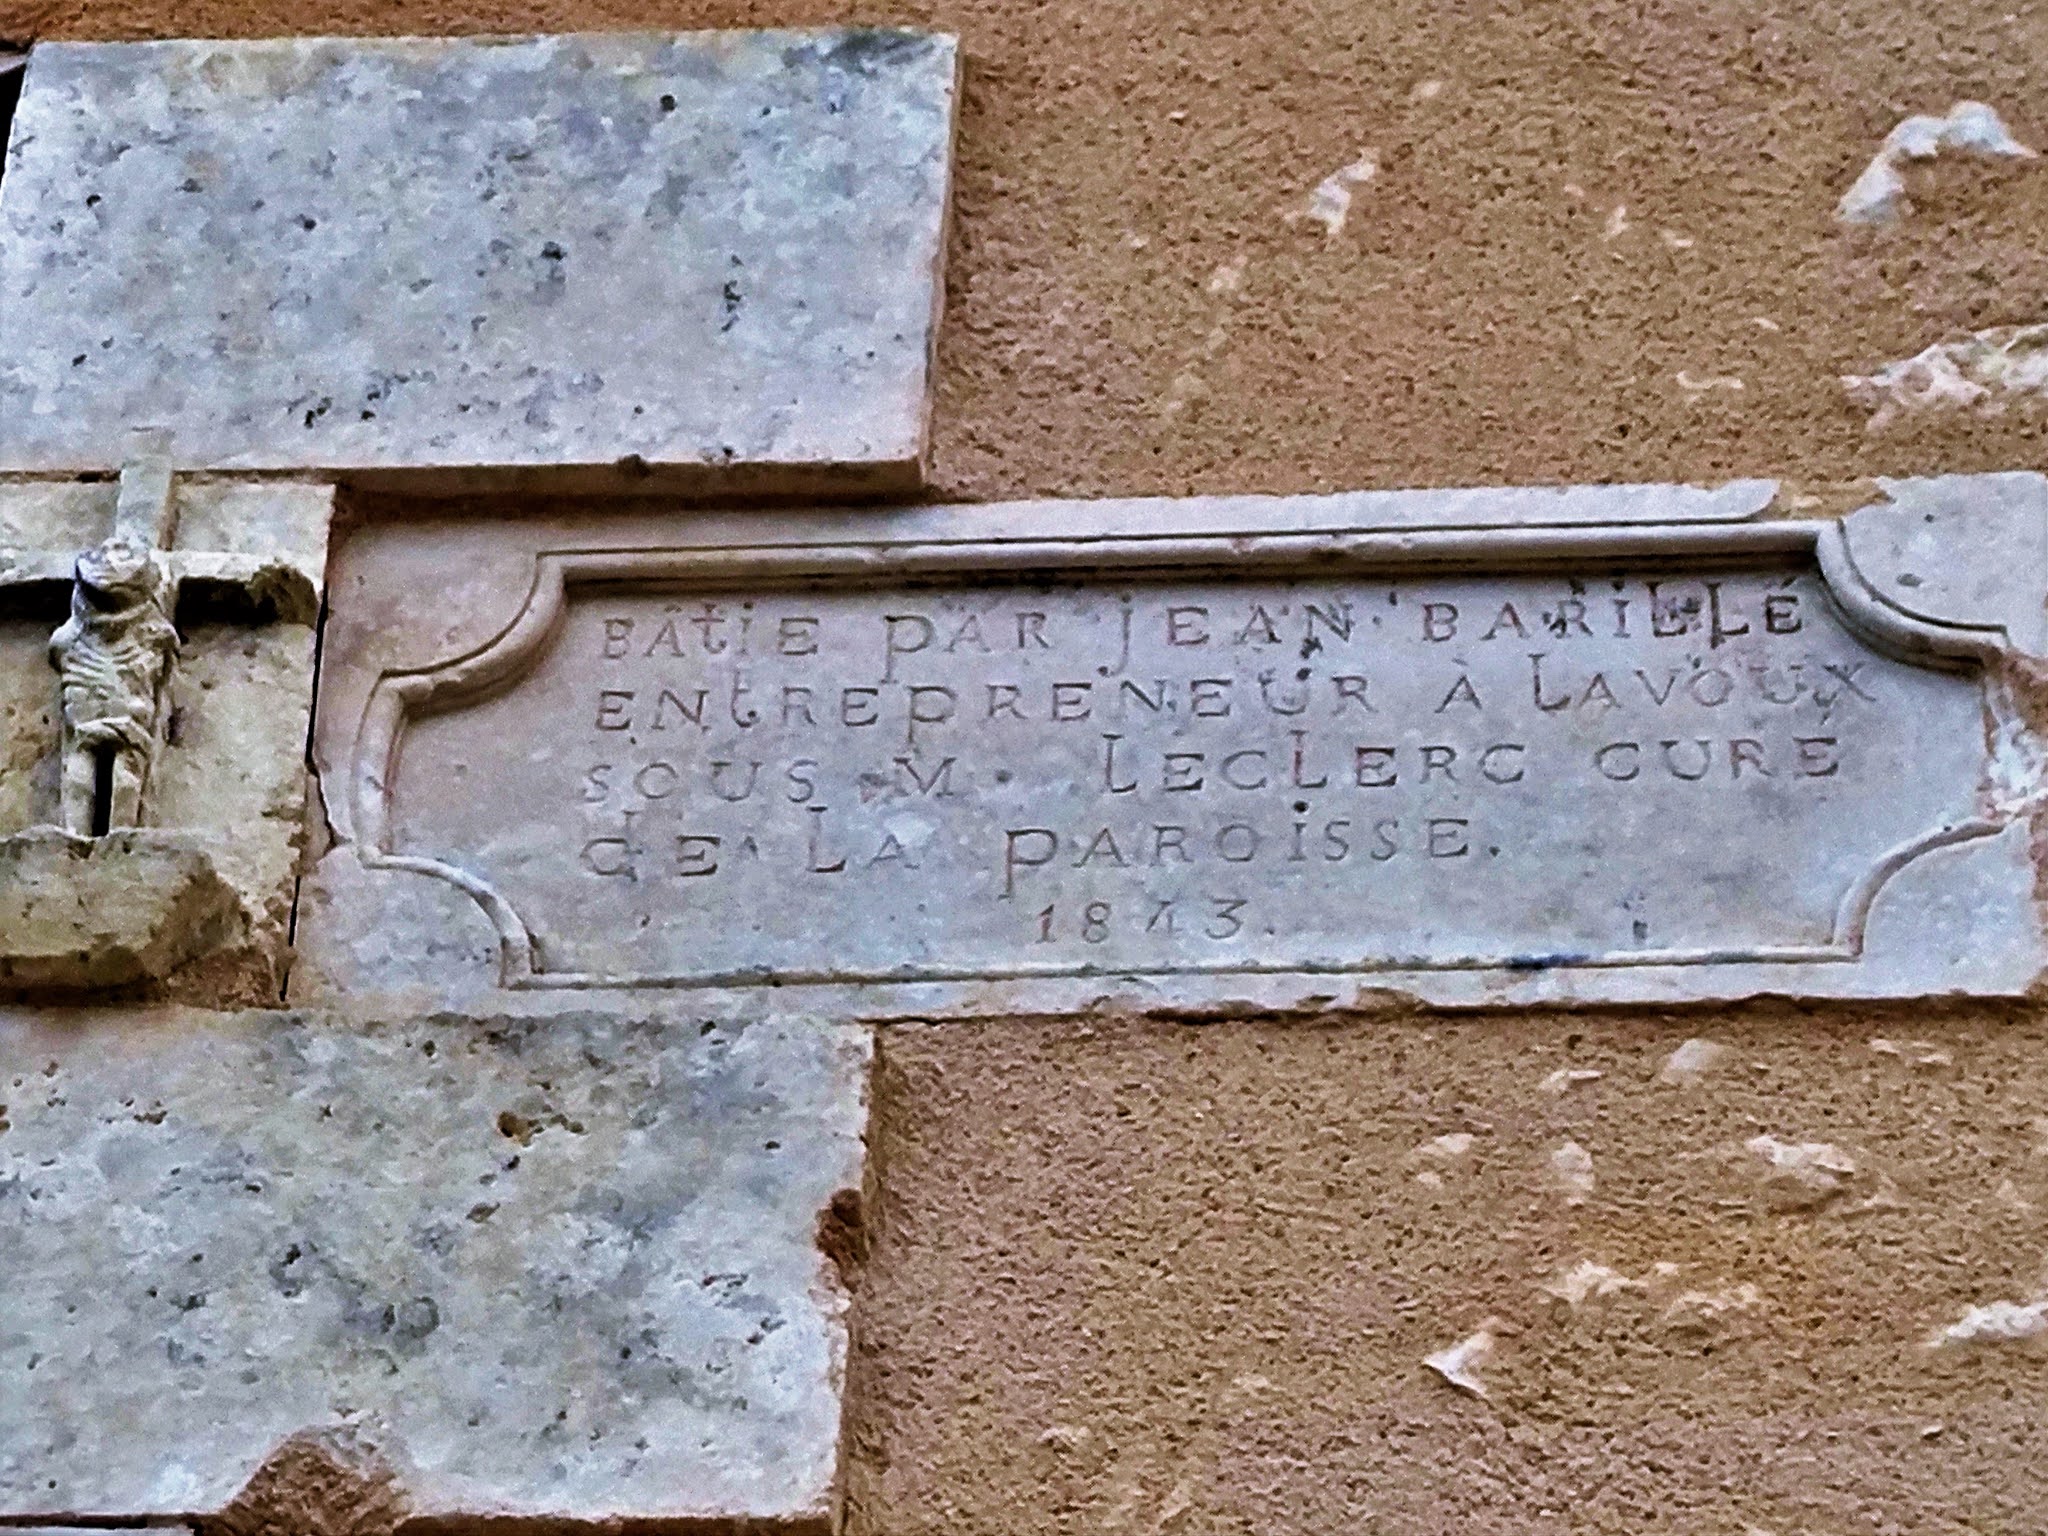 BÂTIE PAR JEAN BARILLÉ
ENTREPRENEUR À LAVOUX
SOUS M. LECLERC CURÉ
DE LA PAROISSE.
1843.